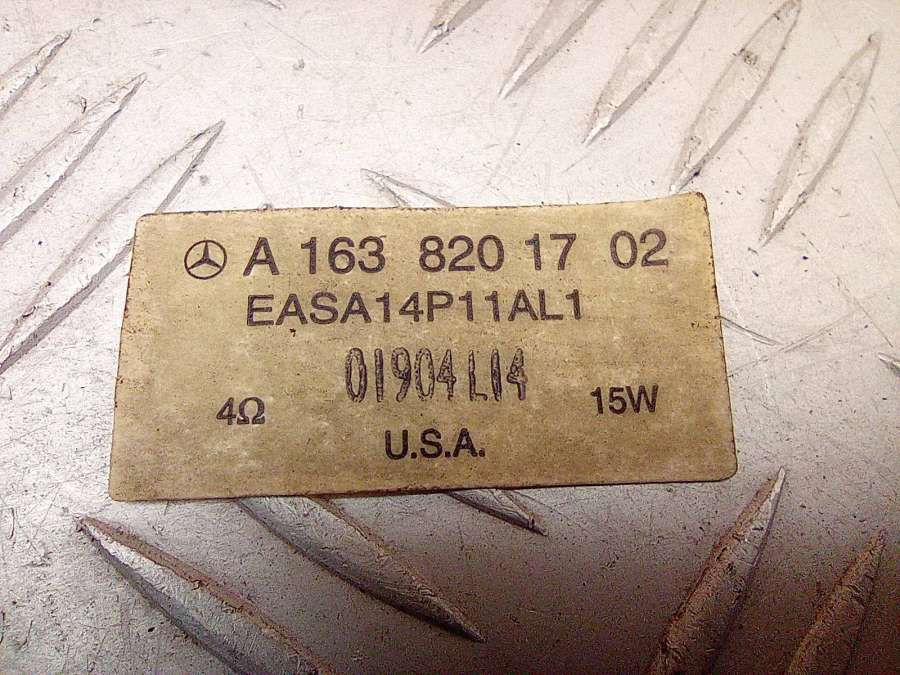 A 163 820 17 02
EASA14P11AL1
01904L14
4Ω 15W
U.S.A.